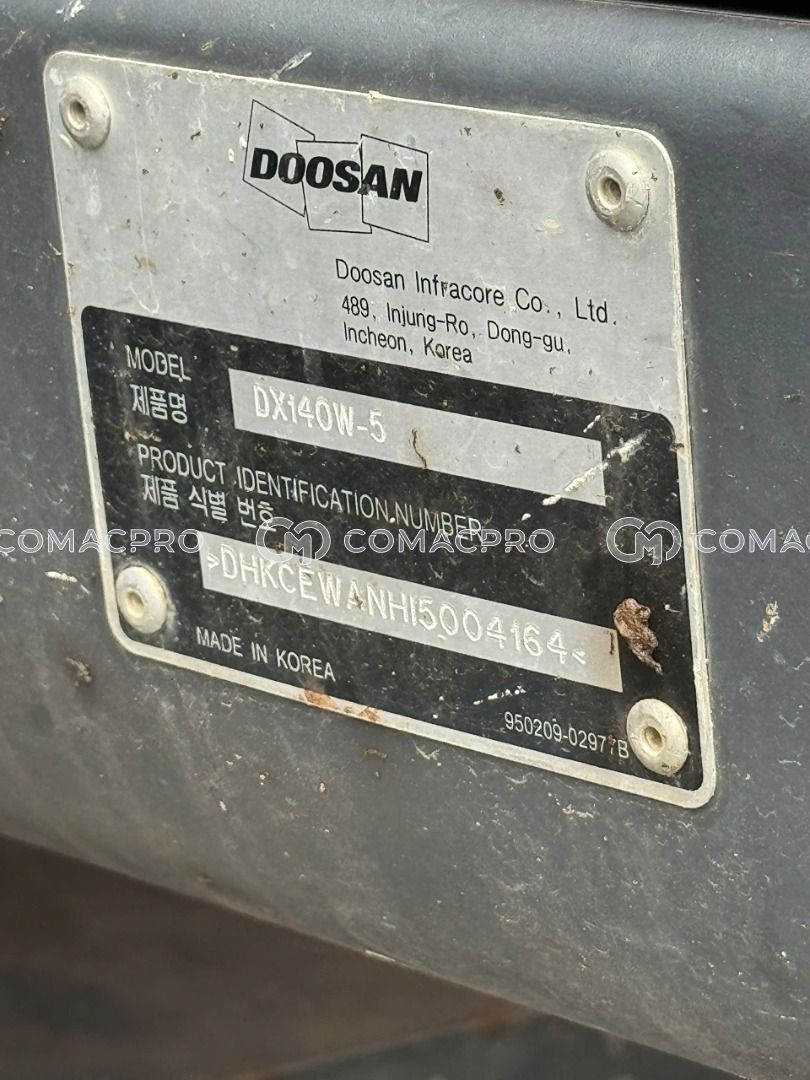 DOOSAN
Doosan Infracore Co., Ltd.
489, Injung-Ro, Dong-gu,
Incheon, Korea
MODEL
제품명
DX140W-5
PRODUCT IDENTIFICATION NUMBER
제품 식별 번호
COMACPRO COMACPRO COMAC
>DHKCEWANHI5004164<
MADE IN KOREA
950209-02977B